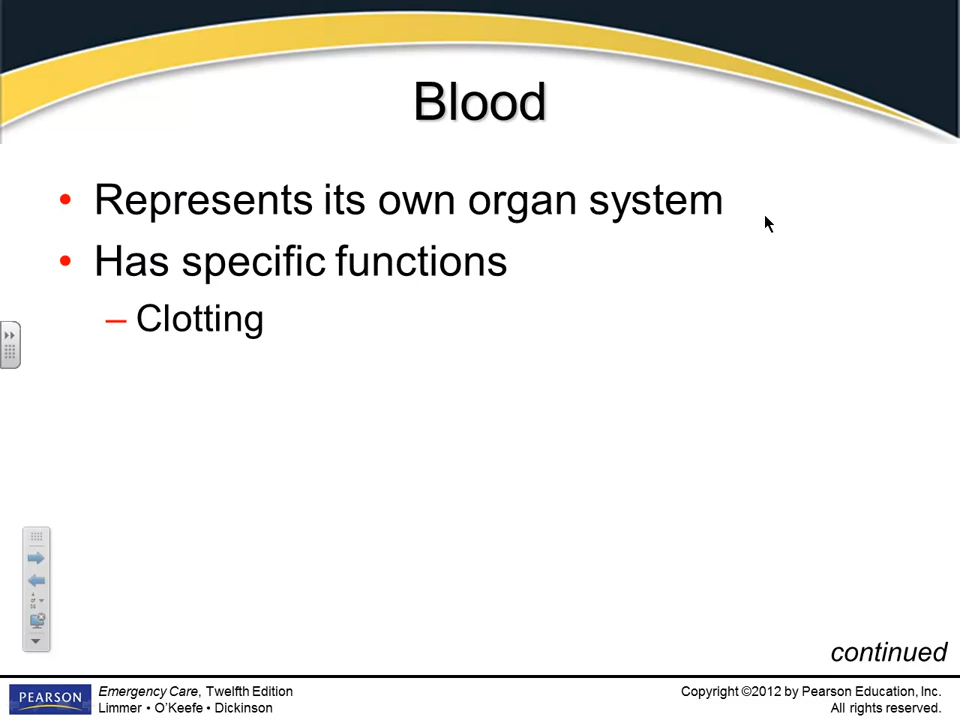 Blood
• Represents its own organ system
• Has specific functions
– Clotting
continued
PEARSON
Emergency Care, Twelfth Edition
Limmer • O’Keefe • Dickinson
Copyright ©2012 by Pearson Education, Inc.
All rights reserved.